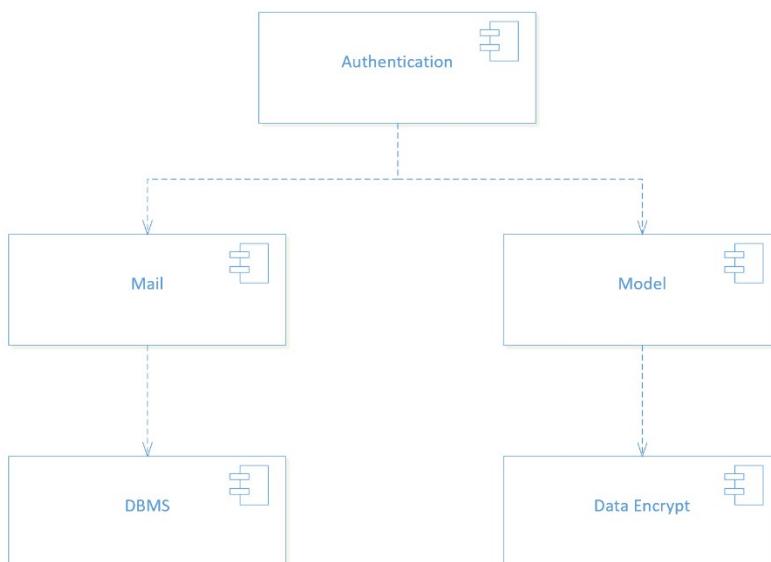 Authentication
Mail
Model
DBMS
Data Encrypt